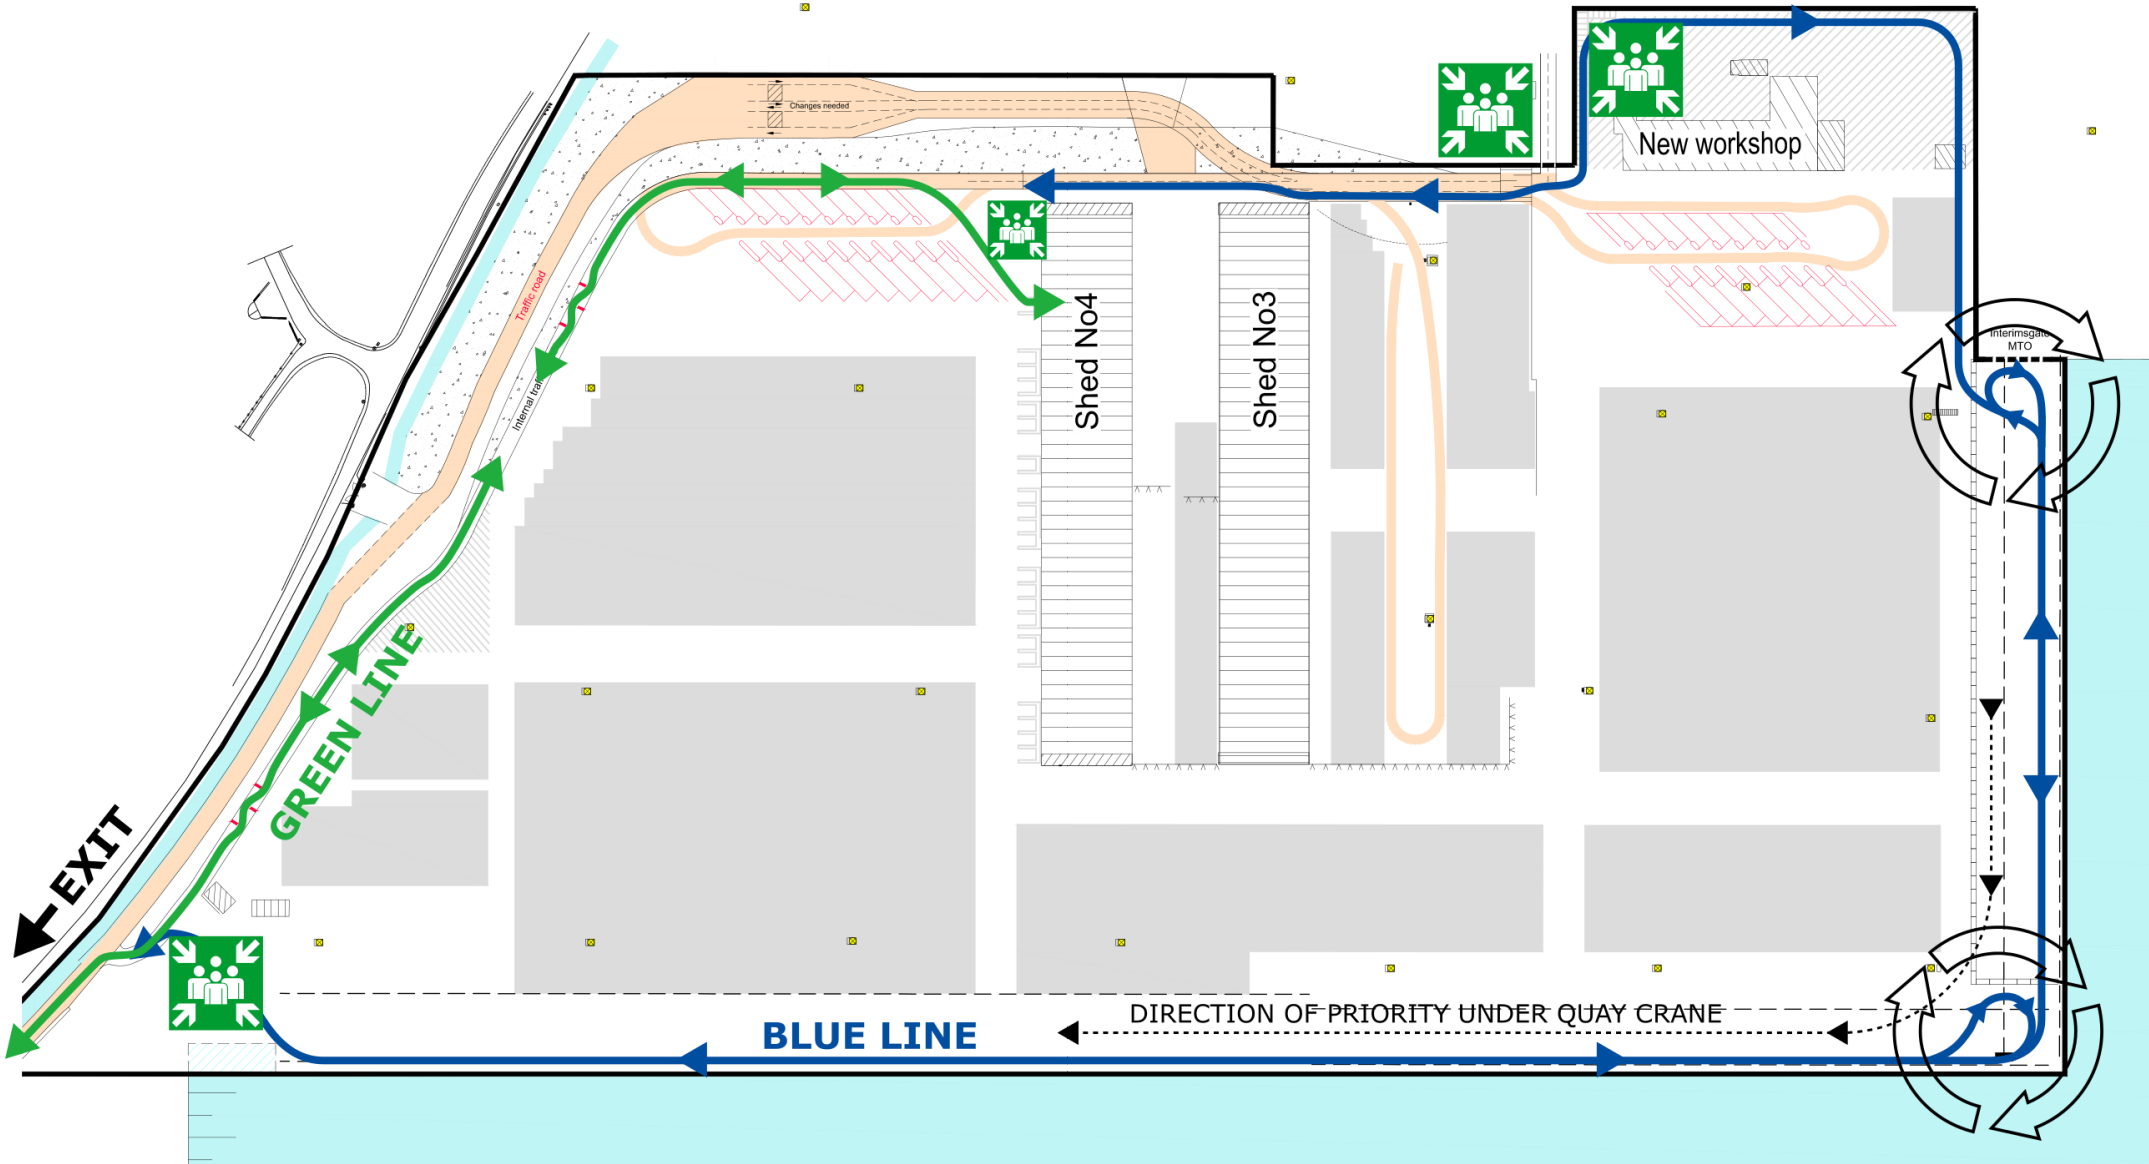 Changes needed
New workshop
Traffic road
Interimsgate
MTO
Shed No4
Shed No3
Internal traf
GREEN LINE
EXIT
DIRECTION OF PRIORITY UNDER QUAY CRANE
BLUE LINE